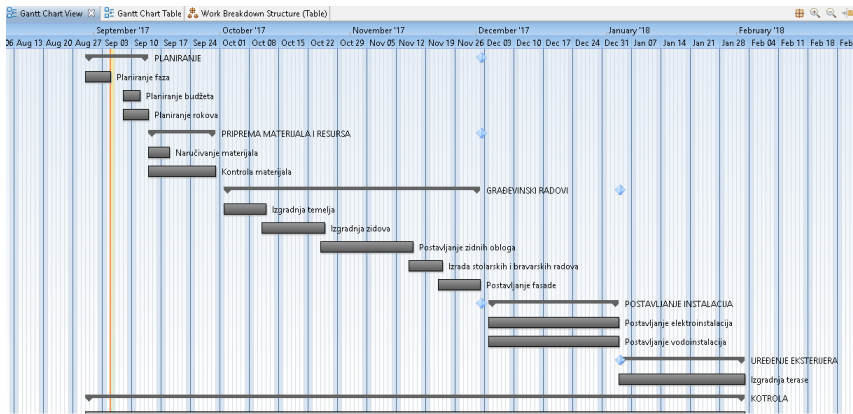 Gantt Chart View Gantt Chart Table Work Breakdown Structure (Table)
September '17 October '17 November '17 December '17 January '18 February '18
06 Aug 13 Aug 20 Aug 27 Sep 03 Sep 10 Sep 17 Sep 24 Oct 01 Oct 08 Oct 15 Oct 22 Oct 29 Nov 05 Nov 12 Nov 19 Nov 26 Dec 03 Dec 10 Dec 17 Dec 24 Dec 31 Jan 07 Jan 14 Jan 21 Jan 28 Feb 04 Feb 11 Feb 18 Feb
PLANIRANJE
Planiranje faza
Planiranje budžeta
Planiranje rokova
PRIPREMA MATERIJALA I RESURSA
Naručivanje materijala
Kontrola materijala
GRAĐEVINSKI RADOVI
Izgradnja temelja
Izgradnja zidova
Postavljanje zidnih obloga
Izrada stolarskih i bravarskih radova
Postavljanje fasade
POSTAVLJANJE INSTALACIJA
Postavljanje elektroinstalacija
Postavljanje vodoinstalacija
UREĐENJE EKSTERIJERA
Izgradnja terase
KOTROLA